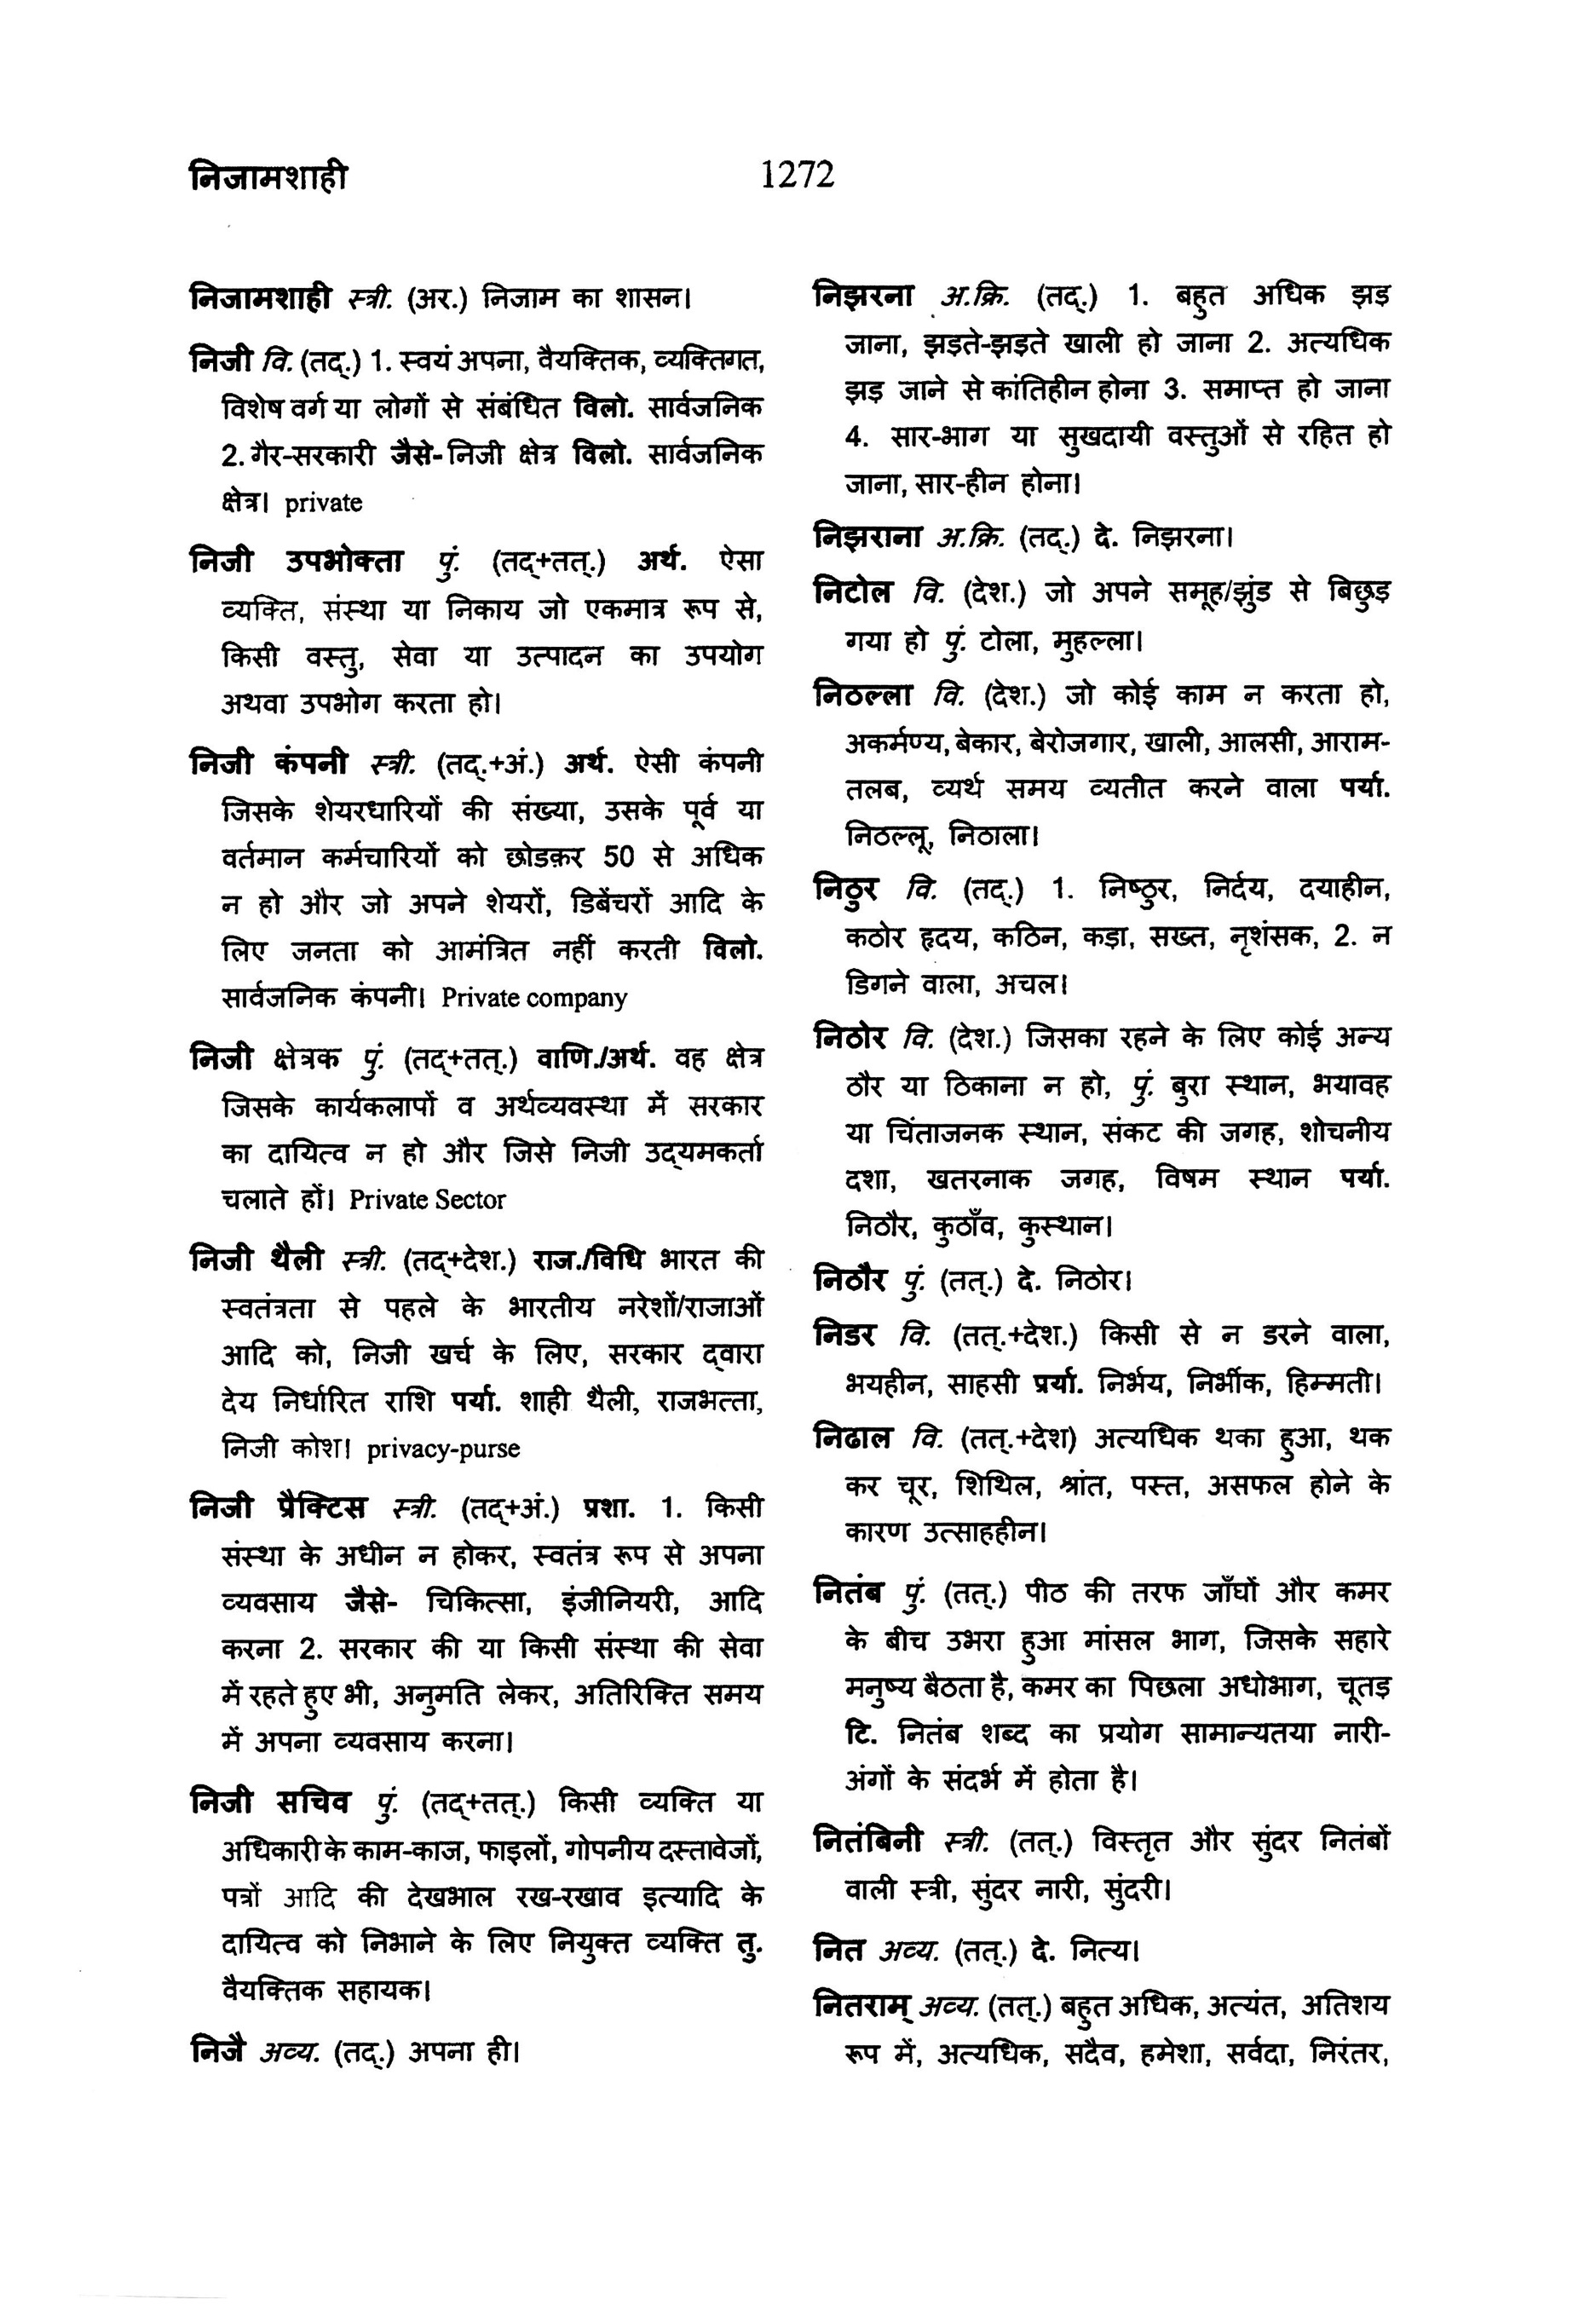 निजामशाही
1272
निजामशाही स्त्री. (अर.) निजाम का शासन।
निजी वि. (तद्.) 1. स्वयं अपना, वैयक्तिक, व्यक्तिगत,
विशेष वर्ग या लोगों से संबंधित विलो. सार्वजनिक
2. गैर-सरकारी जैसे- निजी क्षेत्र विलो. सार्वजनिक
क्षेत्र। private
निजी उपभोक्ता पुं. (तद्+तत्.) अर्थ. ऐसा
व्यक्ति, संस्था या निकाय जो एकमात्र रूप से,
किसी वस्तु, सेवा या उत्पादन का उपयोग
अथवा उपभोग करता हो।
निजी कंपनी स्त्री. (तद्.+अं.) अर्थ. ऐसी कंपनी
जिसके शेयरधारियों की संख्या, उसके पूर्व या
वर्तमान कर्मचारियों को छोडक़र 50 से अधिक
न हो और जो अपने शेयरों, डिबेंचरों आदि के
लिए जनता को आमंत्रित नहीं करती विलो.
सार्वजनिक कंपनी। Private company
निजी क्षेत्रक पुं. (तद्+तत्.) वाणि./अर्थ. वह क्षेत्र
जिसके कार्यकलापों व अर्थव्यवस्था में सरकार
का दायित्व न हो और जिसे निजी उद्यमकर्ता
चलाते हों। Private Sector
निजी थैली स्त्री. (तद्+देश.) राज./विधि भारत की
स्वतंत्रता से पहले के भारतीय नरेशों/राजाओं
आदि को, निजी खर्च के लिए, सरकार द्वारा
देय निर्धारित राशि पर्या. शाही थैली, राजभत्ता,
निजी कोश। privacy-purse
निजी प्रैक्टिस स्त्री. (तद्+अं.) प्रशा. 1. किसी
संस्था के अधीन न होकर, स्वतंत्र रूप से अपना
व्यवसाय जैसे- चिकित्सा, इंजीनियरी, आदि
करना 2. सरकार की या किसी संस्था की सेवा
में रहते हुए भी, अनुमति लेकर, अतिरिक्ति समय
में अपना व्यवसाय करना।
निजी सचिव पुं. (तद्+तत्.) किसी व्यक्ति या
अधिकारी के काम-काज, फाइलों, गोपनीय दस्तावेजों,
पत्रों आदि की देखभाल रख-रखाव इत्यादि के
दायित्व को निभाने के लिए नियुक्त व्यक्ति तु.
वैयक्तिक सहायक।
निजै अव्य. (तद्.) अपना ही।
निझरना अ.क्रि. (तद्.) 1. बहुत अधिक झड़
जाना, झड़ते-झड़ते खाली हो जाना 2. अत्यधिक
झड़ जाने से कांतिहीन होना 3. समाप्त हो जाना
4. सार-भाग या सुखदायी वस्तुओं से रहित हो
जाना, सार-हीन होना।
निझराना अ.क्रि. (तद्.) दे. निझरना।
निटोल वि. (देश.) जो अपने समूह/झुंड से बिछुड़
गया हो पुं. टोला, मुहल्ला।
निठल्ला वि. (देश.) जो कोई काम न करता हो,
अकर्मण्य, बेकार, बेरोजगार, खाली, आलसी, आराम-
तलब, व्यर्थ समय व्यतीत करने वाला पर्या.
निठल्लू, निठाला।
निठुर वि. (तद्.) 1. निष्ठुर, निर्दय, दयाहीन,
कठोर हृदय, कठिन, कड़ा, सख्त, नृशंसक, 2. न
डिगने वाला, अचल।
निठोर वि. (देश.) जिसका रहने के लिए कोई अन्य
ठौर या ठिकाना न हो, पुं. बुरा स्थान, भयावह
या चिंताजनक स्थान, संकट की जगह, शोचनीय
दशा, खतरनाक जगह, विषम स्थान पर्या.
निठौर, कुठाँव, कुस्थान।
निठौर पुं. (तत्.) दे. निठोर।
निडर वि. (तत्.+देश.) किसी से न डरने वाला,
भयहीन, साहसी प्रर्या. निर्भय, निर्भीक, हिम्मती।
निढाल वि. (तत्.+देश) अत्यधिक थका हुआ, थक
कर चूर, शिथिल, श्रांत, पस्त, असफल होने के
कारण उत्साहहीन।
नितंब पुं. (तत्.) पीठ की तरफ जाँघों और कमर
के बीच उभरा हुआ मांसल भाग, जिसके सहारे
मनुष्य बैठता है, कमर का पिछला अधोभाग, चूतड़
टि. नितंब शब्द का प्रयोग सामान्यतया नारी-
अंगों के संदर्भ में होता है।
नितंबिनी स्त्री. (तत्.) विस्तृत और सुंदर नितंबों
वाली स्त्री, सुंदर नारी, सुंदरी।
नित अव्य. (तत्.) दे. नित्य।
नितराम् अव्य. (तत्.) बहुत अधिक, अत्यंत, अतिशय
रूप में, अत्यधिक, सदैव, हमेशा, सर्वदा, निरंतर,